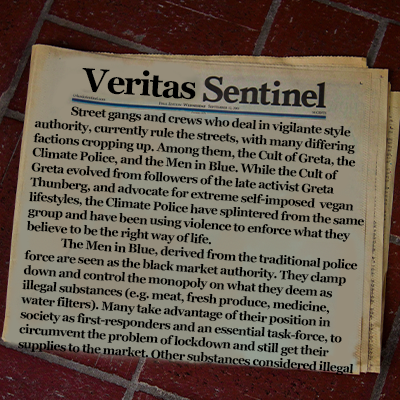 Veritas Sentinel
Street gangs and crews who deal in vigilante style
authority, currently rule the streets, with many differing
factions cropping up. Among them, the Cult of Greta, the
Climate Police, and the Men in Blue. While the Cult of
Greta evolved from followers of the late activist Greta
Thunberg, and advocate for extreme self-imposed vegan
lifestyles, the Climate Police have splintered from the same
group and have been using violence to enforce what they
believe to be the right way of life.
The Men in Blue, derived from the traditional police
force are seen as the black market authority. They clamp
down and control the monopoly on what they deem as
illegal substances (e.g. meat, fresh produce, medicine,
water filters). Many take advantage of their position in
society as first-responders and an essential task-force, to
circumvent the problem of lockdown and still get their
supplies to the market. Other substances considered illegal